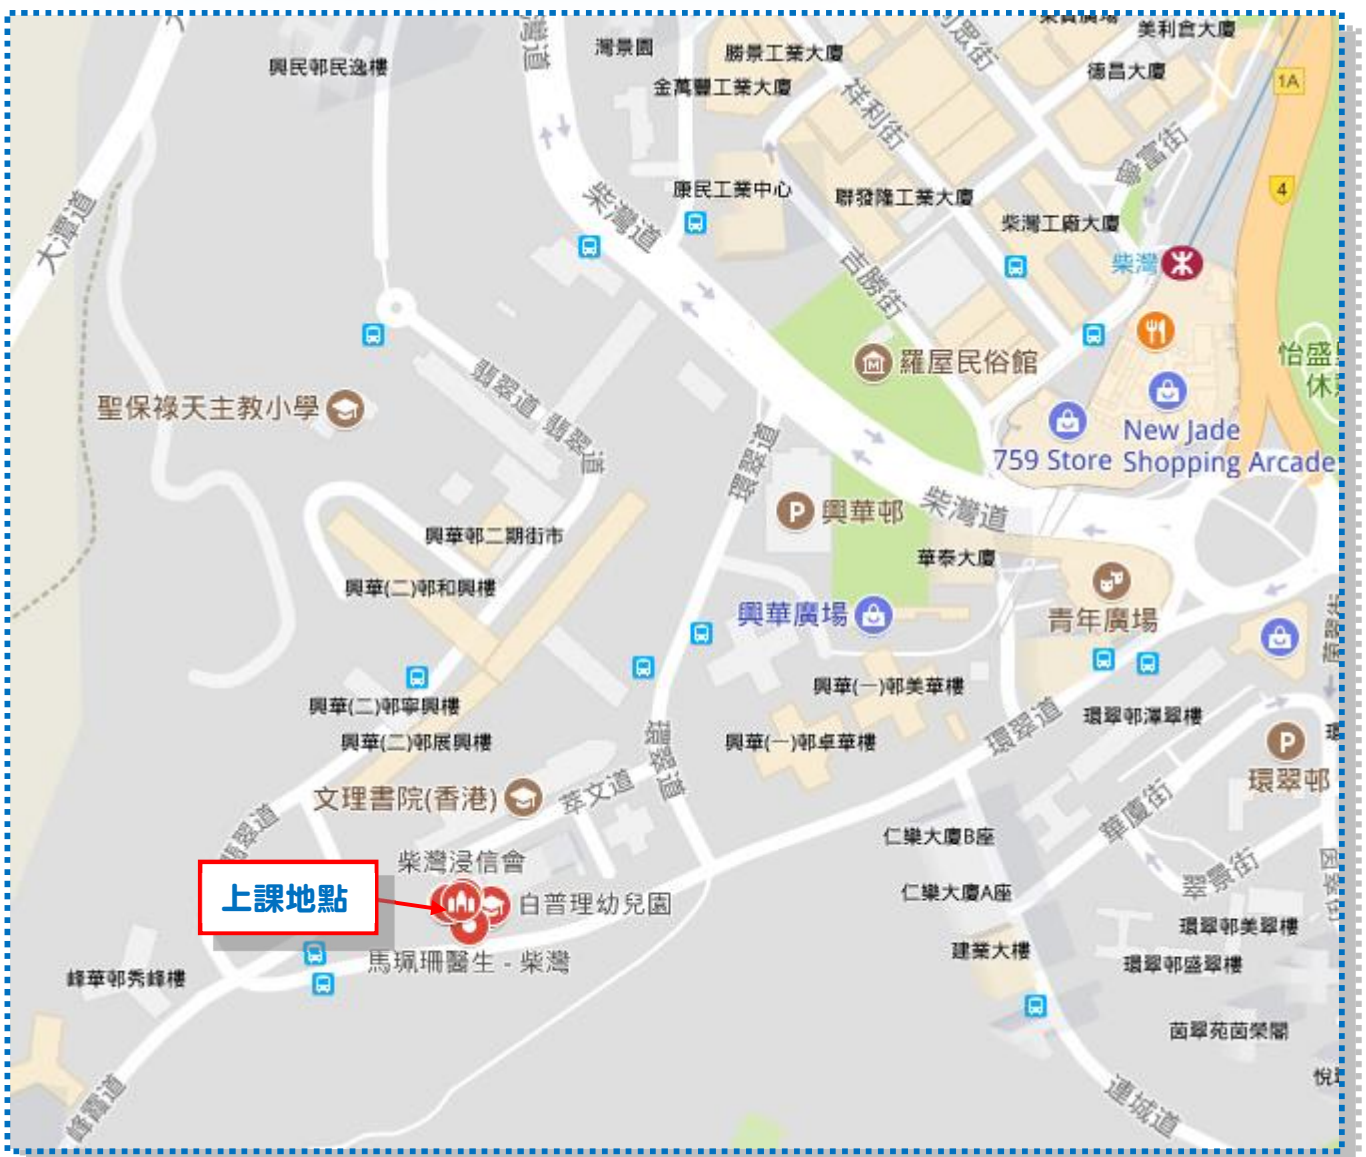 灣景園
勝景工業大廈
美利倉大廈
興民邨民逸樓
金萬豐工業大廈
德昌大廈
1A
祥利街
大潭道
柴灣道
康民工業中心
聯發隆工業大廈
4
柴灣工廠大廈
柴灣
吉勝街
羅屋民俗館
翡翠道
翡翠道
聖保祿天主教小學
New Jade
759 Store
Shopping Arcade
環翠道
P
興華邨
柴灣道
興華邨二期街市
華泰大廈
興華(二)邨和興樓
興華廣場
青年廣場
興華(一)邨美華樓
興華(二)邨寧興樓
環翠道
環翠邨澤翠樓
興華(二)邨展興樓
環翠道
興華(一)邨卓華樓
P
環翠邨
文理書院(香港)
萃文道
華廈街
翡翠道
仁樂大廈B座
柴灣浸信會
翠景街
上課地點
白普理幼兒園
仁樂大廈A座
環翠邨美翠樓
馬珮珊醫生 - 柴灣
建業大樓
環翠邨盛翠樓
峰華邨秀峰樓
茵翠苑茵榮閣
峰霞道
連城道